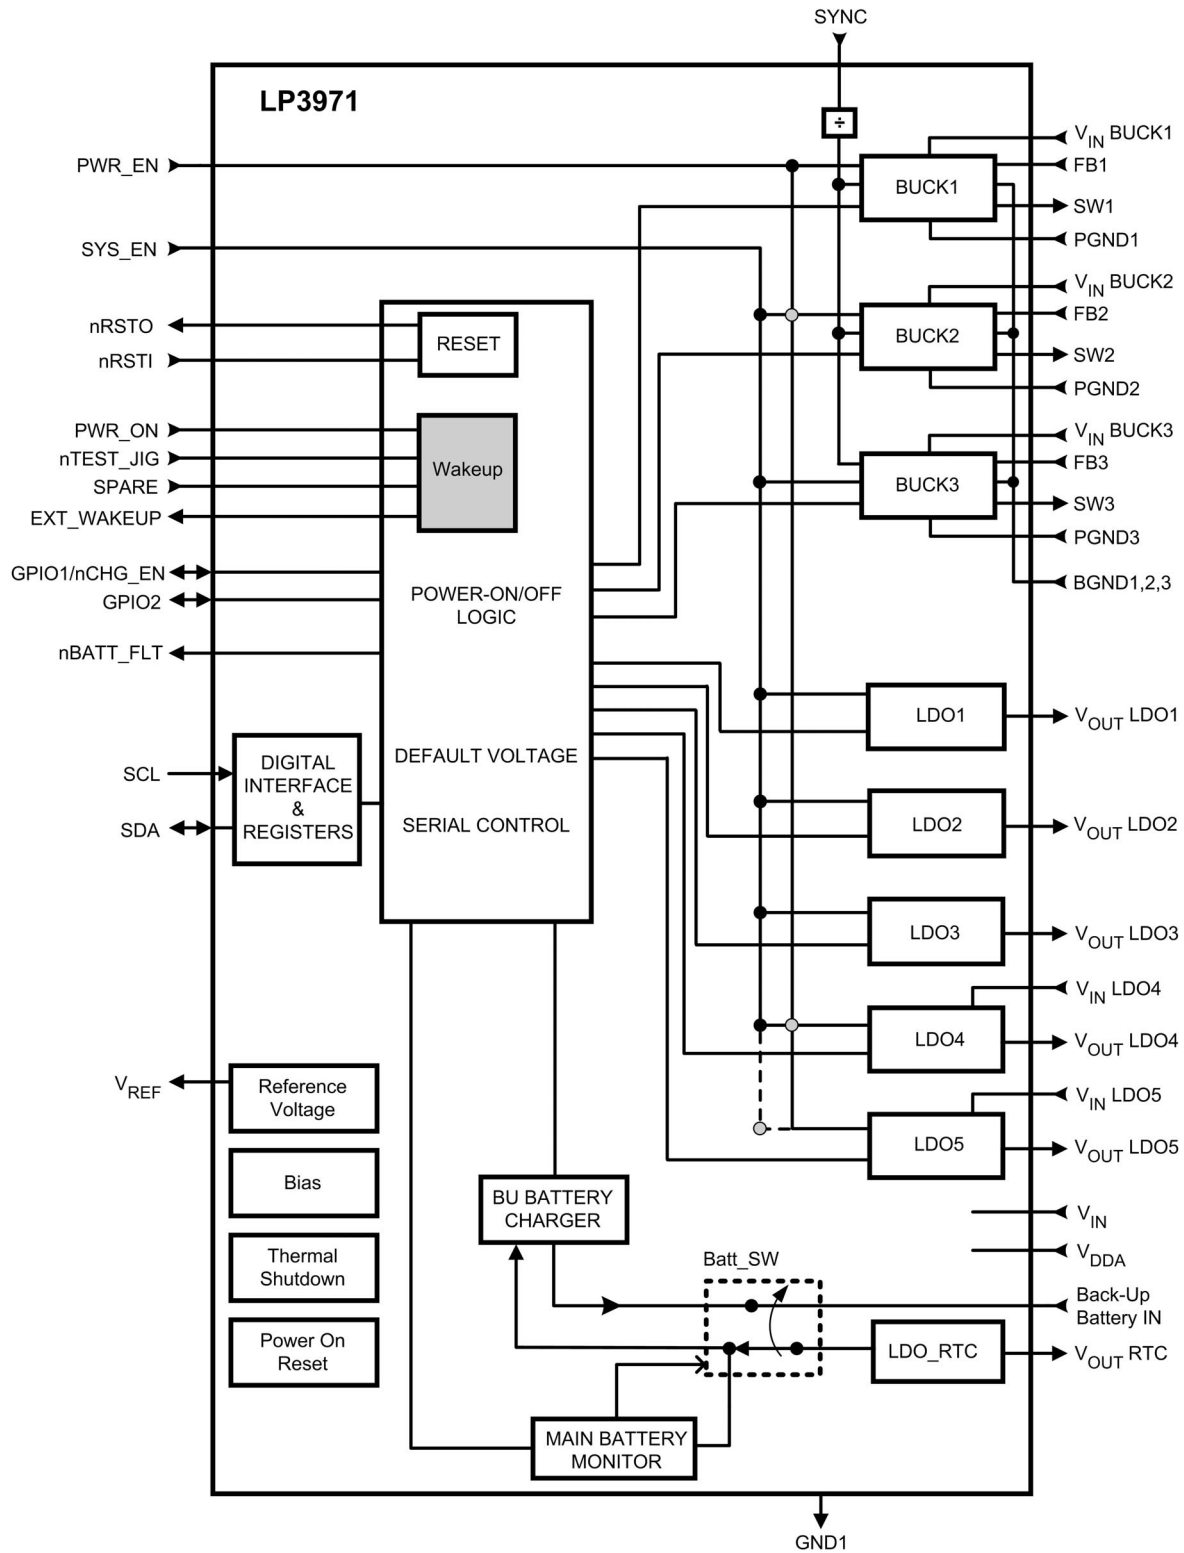 SYNC
LP3971
÷
PWR_EN
SYS_EN
nRSTO
nRSTI
PWR_ON
nTEST_JIG
SPARE
EXT_WAKEUP
GPIO1/nCHG_EN
GPIO2
nBATT_FLT
SCL
SDA
VREF
RESET
Wakeup
POWER-ON/OFF
LOGIC
DEFAULT VOLTAGE
SERIAL CONTROL
DIGITAL
INTERFACE
&
REGISTERS
Reference
Voltage
Bias
Thermal
Shutdown
Power On
Reset
BU BATTERY
CHARGER
Batt_SW
MAIN BATTERY
MONITOR
BUCK1
BUCK2
BUCK3
LDO1
LDO2
LDO3
LDO4
LDO5
LDO_RTC
VIN BUCK1
FB1
SW1
PGND1
VIN BUCK2
FB2
SW2
PGND2
VIN BUCK3
FB3
SW3
PGND3
BGND1,2,3
VOUT LDO1
VOUT LDO2
VOUT LDO3
VIN LDO4
VOUT LDO4
VIN LDO5
VOUT LDO5
VIN
VDDA
Back-Up
Battery IN
VOUT RTC
GND1